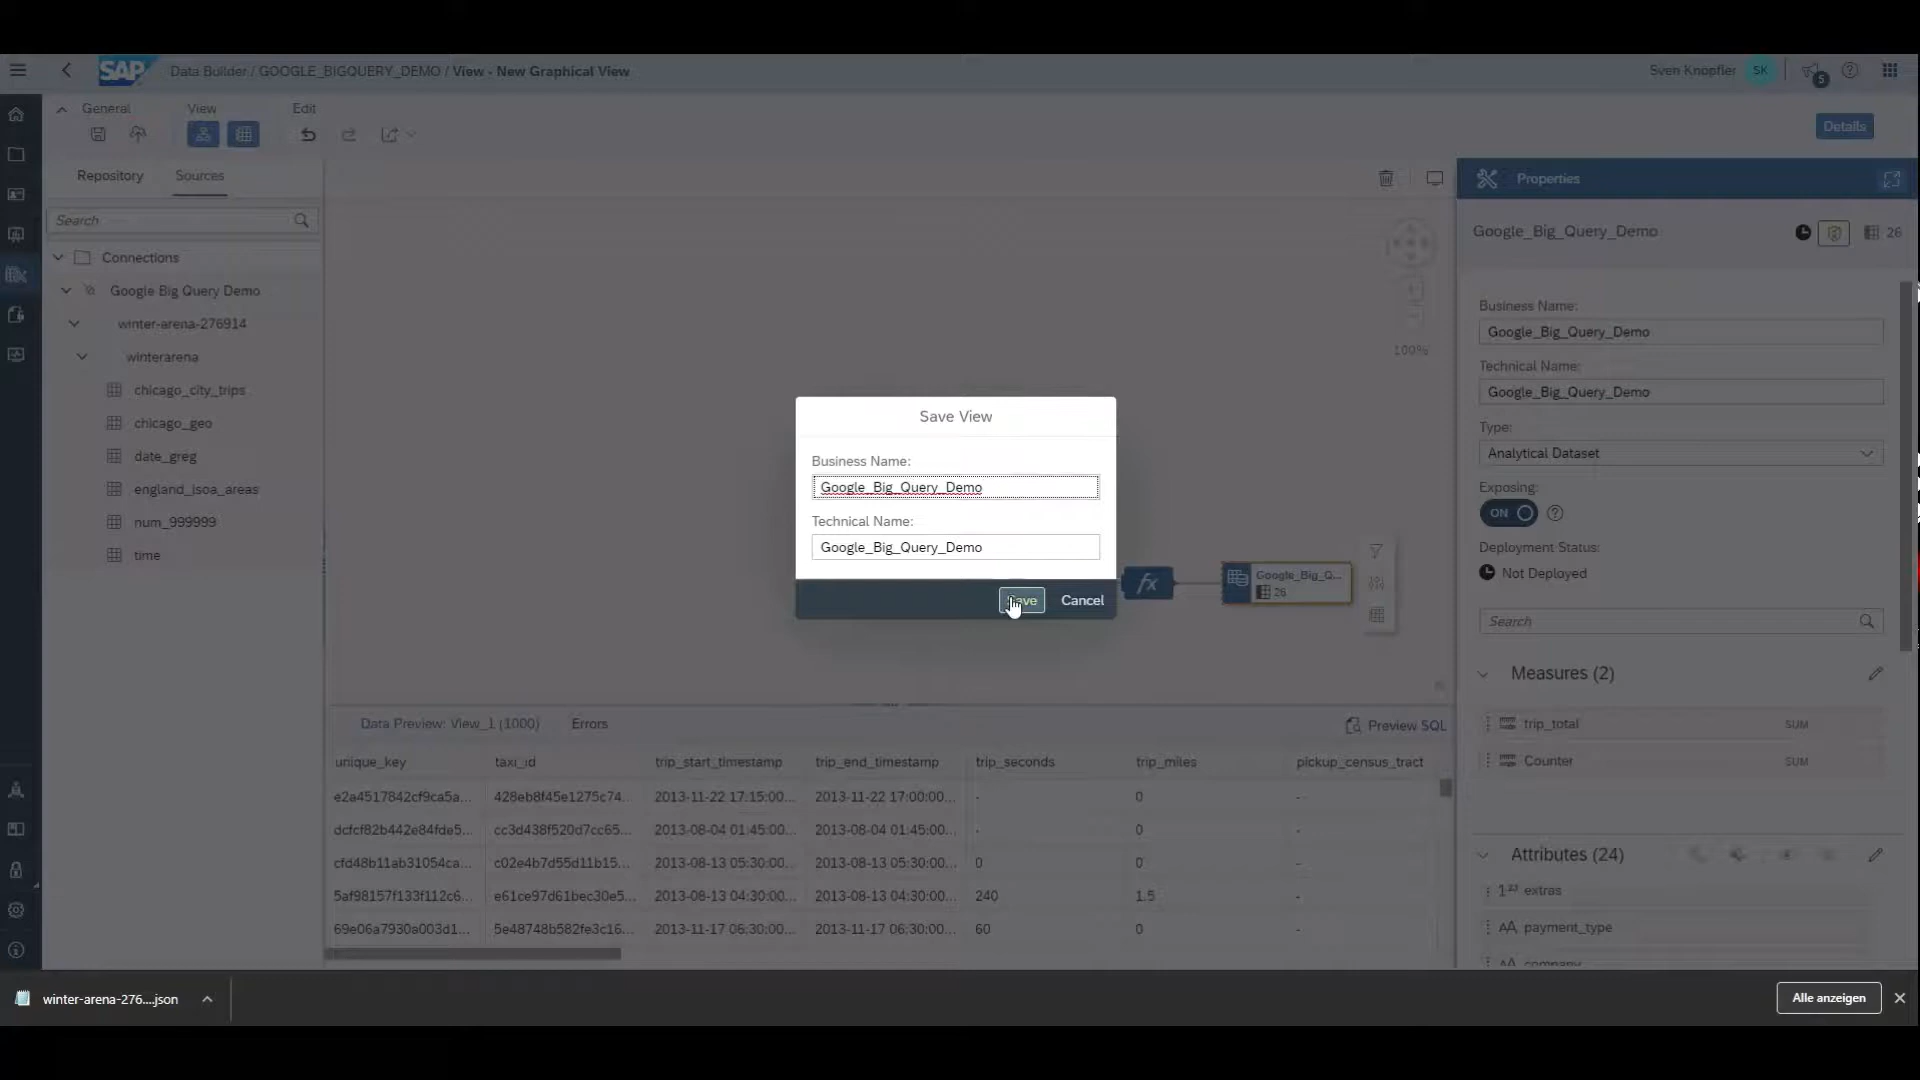 SAP Data Builder / GOOGLE_BIGQUERY_DEMO / View - New Graphical View
Sven Knöpfler SK 5
General View Edit
Details
Repository Sources
Search
Connections
Google Big Query Demo
winter-arena-276914
winterarena
chicago_city_trips
chicago_geo
date_greg
england_lsoa_areas
num_999999
time
100%
Save View
Business Name:
Google_Big_Query_Demo
Technical Name:
Google_Big_Query_Demo
Save Cancel
fx
Google_Big_Q...
26
Properties
Google_Big_Query_Demo 26
Business Name:
Google_Big_Query_Demo
Technical Name:
Google_Big_Query_Demo
Type:
Analytical Dataset
Exposing:
ON
Deployment Status:
Not Deployed
Search
Measures (2)
trip_total SUM
Counter SUM
Attributes (24)
123 extras
AA payment_type
AA company
Data Preview: View_1 (1000) Errors Preview SQL
unique_key taxi_id trip_start_timestamp trip_end_timestamp trip_seconds trip_miles pickup_census_tract
e2a4517842cf9ca5a... 428eb8f45e1275c74... 2013-11-22 17:15:00... 2013-11-22 17:00:00... - 0 -
dcfcf82b442e84fde5... cc3d438f520d7cc65... 2013-08-04 01:45:00... 2013-08-04 01:45:00... - 0 -
cfd48b11ab31054ca... c02e4b7d55d11b15... 2013-08-13 05:30:00... 2013-08-13 05:30:00... 0 0 -
5af98157f133f112c6... e61ce97d61bec30e5... 2013-08-13 04:30:00... 2013-08-13 04:30:00... 240 1.5 -
69e06a7930a003d1... 5e48748b582fe3c16... 2013-11-17 06:30:00... 2013-11-17 06:30:00... 60 0 -
winter-arena-276....json
Alle anzeigen